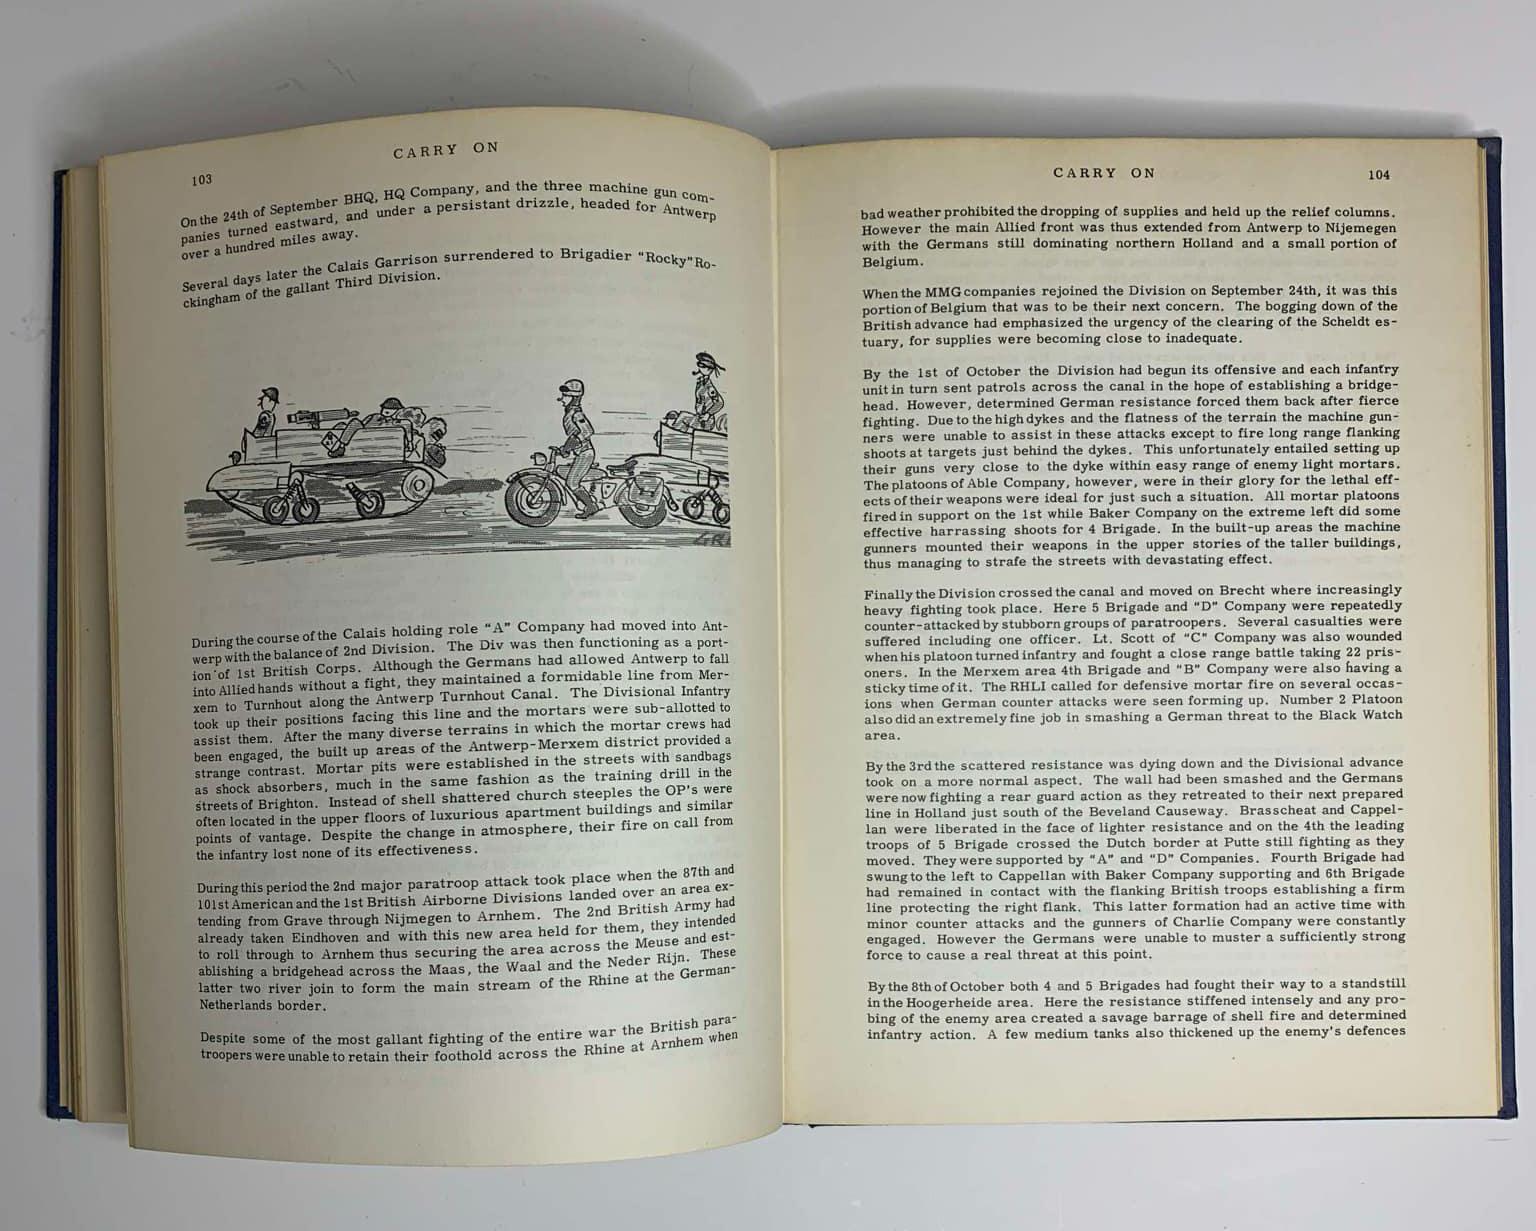 CARRY ON
103
On the 24th of September BHQ, HQ Company, and the three machine gun com-
panies turned eastward, and under a persistant drizzle, headed for Antwerp
over a hundred miles away.
Several days later the Calais Garrison surrendered to Brigadier "Rocky" Ro-
ckingham of the gallant Third Division.
During the course of the Calais holding role "A" Company had moved into Ant-
werp with the balance of 2nd Division. The Div was then functioning as a port-
ion of 1st British Corps. Although the Germans had allowed Antwerp to fall
into Allied hands without a fight, they maintained a formidable line from Mer-
xem to Turnhout along the Antwerp Turnhout Canal. The Divisional Infantry
took up their positions facing this line and the mortars were sub-allotted to
assist them. After the many diverse terrains in which the mortar crews had
been engaged, the built up areas of the Antwerp-Merxem district provided a
strange contrast. Mortar pits were established in the streets with sandbags
as shock absorbers, much in the same fashion as the training drill in the
streets of Brighton. Instead of shell shattered church steeples the OP's were
often located in the upper floors of luxurious apartment buildings and similar
points of vantage. Despite the change in atmosphere, their fire on call from
the infantry lost none of its effectiveness.
During this period the 2nd major paratroop attack took place when the 87th and
101st American and the 1st British Airborne Divisions landed over an area ex-
tending from Grave through Nijmegen to Arnhem. The 2nd British Army had
already taken Eindhoven and with this new area held for them, they intended
to roll through to Arnhem thus securing the area across the Meuse and est-
ablishing a bridgehead across the Maas, the Waal and the Neder Rijn. These
latter two river join to form the main stream of the Rhine at the German-
Netherlands border.
Despite some of the most gallant fighting of the entire war the British para-
troopers were unable to retain their foothold across the Rhine at Arnhem when
CARRY ON
104
bad weather prohibited the dropping of supplies and held up the relief columns.
However the main Allied front was thus extended from Antwerp to Nijemegen
with the Germans still dominating northern Holland and a small portion of
Belgium.
When the MMG companies rejoined the Division on September 24th, it was this
portion of Belgium that was to be their next concern. The bogging down of the
British advance had emphasized the urgency of the clearing of the Scheldt es-
tuary, for supplies were becoming close to inadequate.
By the 1st of October the Division had begun its offensive and each infantry
unit in turn sent patrols across the canal in the hope of establishing a bridge-
head. However, determined German resistance forced them back after fierce
fighting. Due to the high dykes and the flatness of the terrain the machine gun-
ners were unable to assist in these attacks except to fire long range flanking
shoots at targets just behind the dykes. This unfortunately entailed setting up
their guns very close to the dyke within easy range of enemy light mortars.
The platoons of Able Company, however, were in their glory for the lethal eff-
ects of their weapons were ideal for just such a situation. All mortar platoons
fired in support on the 1st while Baker Company on the extreme left did some
effective harrassing shoots for 4 Brigade. In the built-up areas the machine
gunners mounted their weapons in the upper stories of the taller buildings,
thus managing to strafe the streets with devastating effect.
Finally the Division crossed the canal and moved on Brecht where increasingly
heavy fighting took place. Here 5 Brigade and "D" Company were repeatedly
counter-attacked by stubborn groups of paratroopers. Several casualties were
suffered including one officer. Lt. Scott of "C" Company was also wounded
when his platoon turned infantry and fought a close range battle taking 22 pris-
oners. In the Merxem area 4th Brigade and "B" Company were also having a
sticky time of it. The RHLI called for defensive mortar fire on several occas-
ions when German counter attacks were seen forming up. Number 2 Platoon
also did an extremely fine job in smashing a German threat to the Black Watch
area.
By the 3rd the scattered resistance was dying down and the Divisional advance
took on a more normal aspect. The wall had been smashed and the Germans
were now fighting a rear guard action as they retreated to their next prepared
line in Holland just south of the Beveland Causeway. Brasscheat and Cappel-
lan were liberated in the face of lighter resistance and on the 4th the leading
troops of 5 Brigade crossed the Dutch border at Putte still fighting as they
moved. They were supported by "A" and "D" Companies. Fourth Brigade had
swung to the left to Cappellan with Baker Company supporting and 6th Brigade
had remained in contact with the flanking British troops establishing a firm
line protecting the right flank. This latter formation had an active time with
minor counter attacks and the gunners of Charlie Company were constantly
engaged. However the Germans were unable to muster a sufficiently strong
force to cause a real threat at this point.
By the 8th of October both 4 and 5 Brigades had fought their way to a standstill
in the Hoogerheide area. Here the resistance stiffened intensely and any pro-
bing of the enemy area created a savage barrage of shell fire and determined
infantry action. A few medium tanks also thickened up the enemy's defences